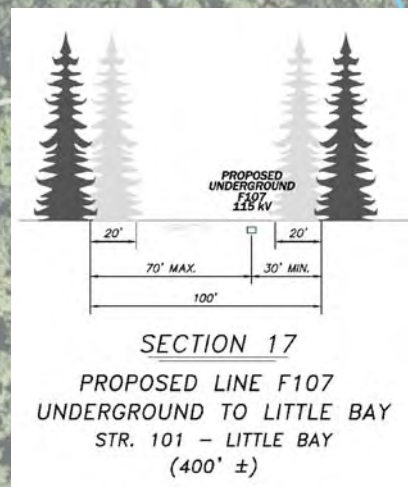 PROPOSED
UNDERGROUND
F107
115 kV
20'
20'
70' MAX.
30' MIN.
100'
SECTION 17
PROPOSED LINE F107
UNDERGROUND TO LITTLE BAY
STR. 101 – LITTLE BAY
(400' ±)